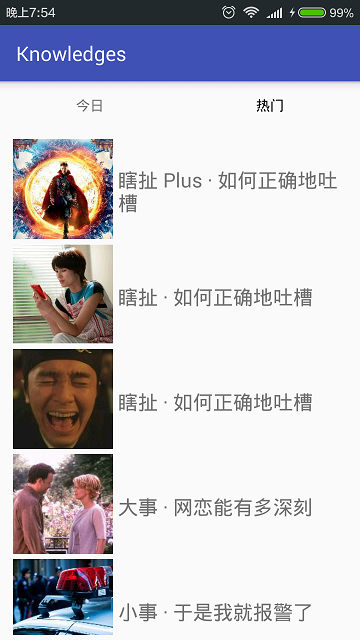 晚上7:54
99%
Knowledges
今日
热门
瞎扯 Plus · 如何正确地吐
槽
瞎扯 · 如何正确地吐槽
瞎扯 · 如何正确地吐槽
大事 · 网恋能有多深刻
小事 · 于是我就报警了